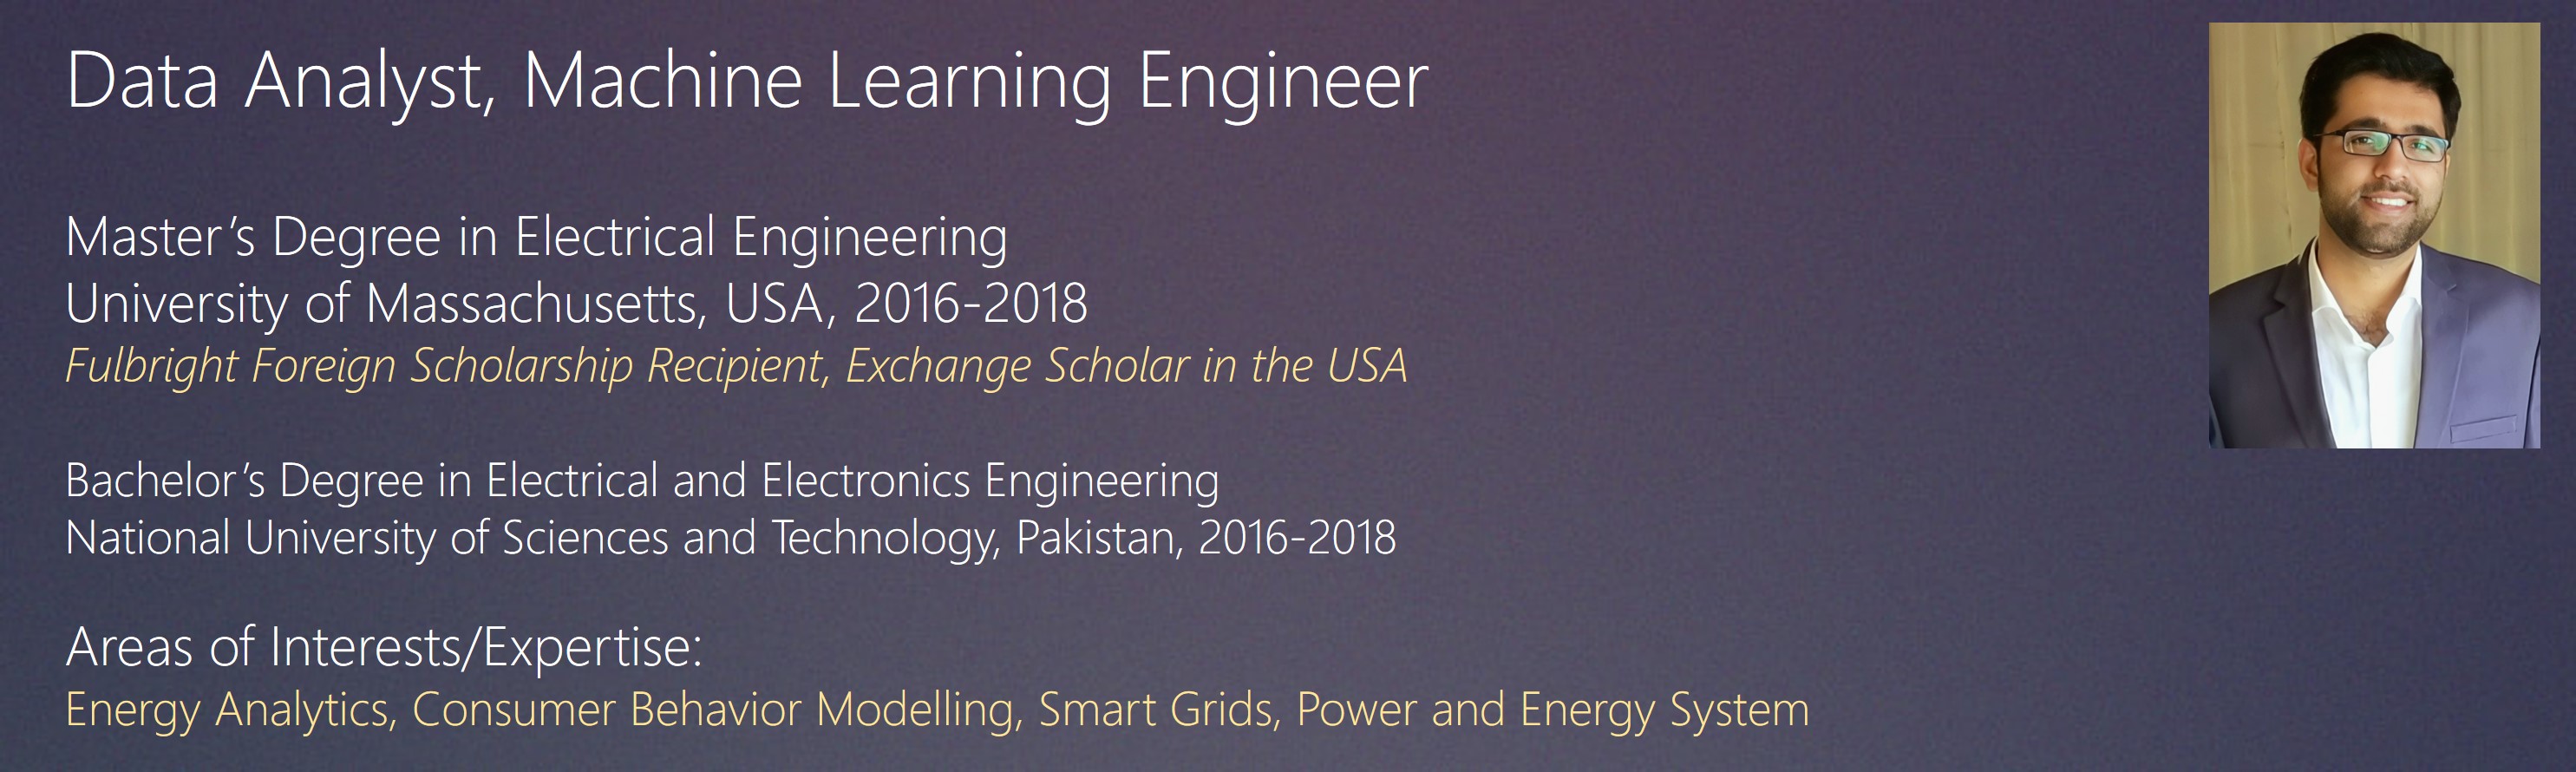 Data Analyst, Machine Learning Engineer
Master’s Degree in Electrical Engineering
University of Massachusetts, USA, 2016-2018
Fulbright Foreign Scholarship Recipient, Exchange Scholar in the USA
Bachelor’s Degree in Electrical and Electronics Engineering
National University of Sciences and Technology, Pakistan, 2016-2018
Areas of Interests/Expertise:
Energy Analytics, Consumer Behavior Modelling, Smart Grids, Power and Energy System